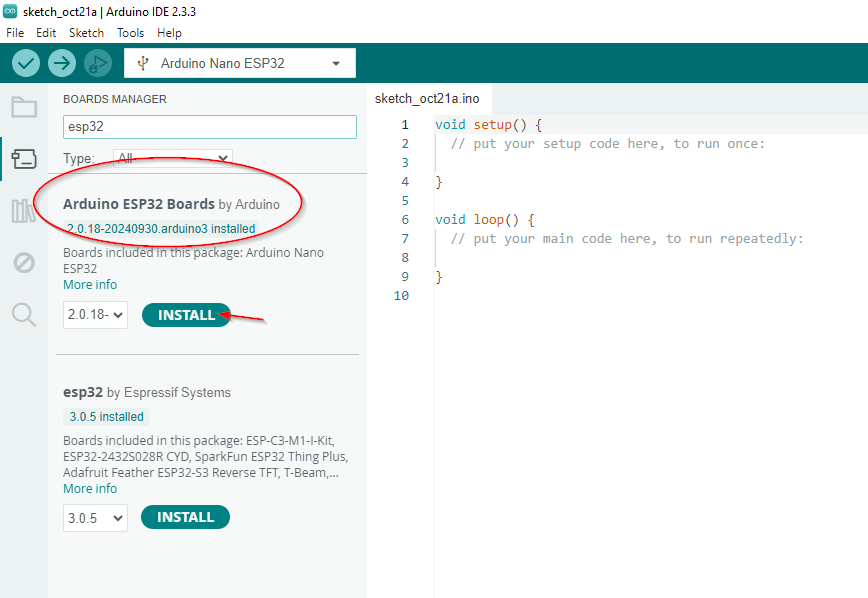 sketch_oct21a | Arduino IDE 2.3.3
File Edit Sketch Tools Help
Arduino Nano ESP32
BOARDS MANAGER
esp32
Type: All
Arduino ESP32 Boards by Arduino
2.0.18-20240930.arduino3 installed
Boards included in this package: Arduino Nano
ESP32
More info
2.0.18-
INSTALL
esp32 by Espressif Systems
3.0.5 installed
Boards included in this package: ESP-C3-M1-I-Kit,
ESP32-2432S028R CYD, SparkFun ESP32 Thing Plus,
Adafruit Feather ESP32-S3 Reverse TFT, T-Beam,...
More info
3.0.5
INSTALL
sketch_oct21a.ino
1 void setup() {
2 // put your setup code here, to run once:
3
4 }
5
6 void loop() {
7 // put your main code here, to run repeatedly:
8
9 }
10